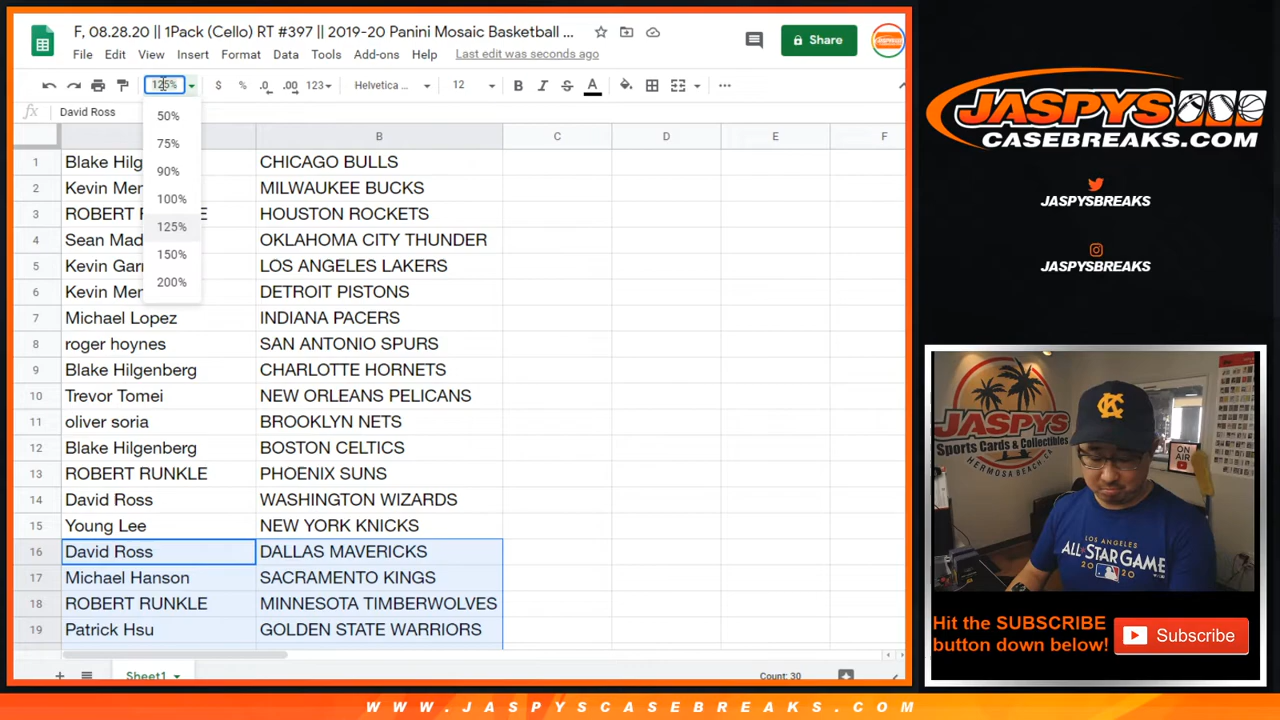 F, 08.28.20 || 1Pack (Cello) RT #397 || 2019-20 Panini Mosaic Basketball ...
File Edit View Insert Format Data Tools Add-ons Help Last edit was seconds ago
Share
125% $ % .0 .00 123 Helvetica ... 12 B I S A ...
fx David Ross
50%
75%
90%
100%
125%
150%
200%
B C D E F
1 Blake Hilg CHICAGO BULLS
2 Kevin Mer MILWAUKEE BUCKS
3 ROBERT R E HOUSTON ROCKETS
4 Sean Mad OKLAHOMA CITY THUNDER
5 Kevin Garr LOS ANGELES LAKERS
6 Kevin Mer DETROIT PISTONS
7 Michael Lopez INDIANA PACERS
8 roger hoynes SAN ANTONIO SPURS
9 Blake Hilgenberg CHARLOTTE HORNETS
10 Trevor Tomei NEW ORLEANS PELICANS
11 oliver soria BROOKLYN NETS
12 Blake Hilgenberg BOSTON CELTICS
13 ROBERT RUNKLE PHOENIX SUNS
14 David Ross WASHINGTON WIZARDS
15 Young Lee NEW YORK KNICKS
16 David Ross DALLAS MAVERICKS
17 Michael Hanson SACRAMENTO KINGS
18 ROBERT RUNKLE MINNESOTA TIMBERWOLVES
19 Patrick Hsu GOLDEN STATE WARRIORS
Sheet1 Count: 30
JASPYS
CASEBREAKS.COM
JASPYSBREAKS
JASPYSBREAKS
JASPYS
Sports Cards & Collectibles
HERMOSA BEACH, CA
ON AIR
KC
LOS ANGELES
ALL STAR GAME
2020
Hit the SUBSCRIBE
button down below!
Subscribe
WWW.JASPYSCASEBREAKS.COM